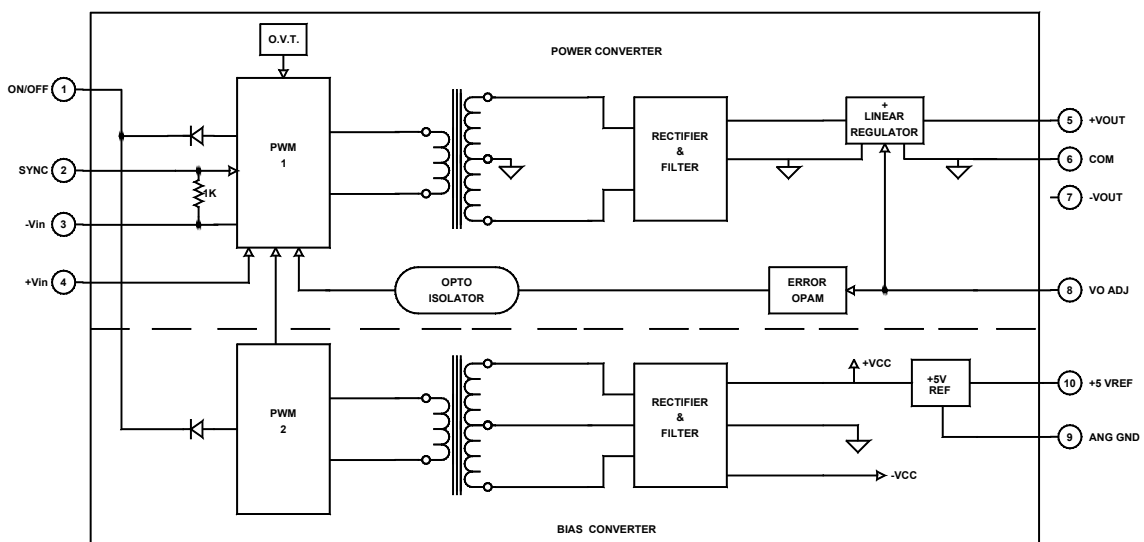 O.V.T.
POWER CONVERTER
ON/OFF
1
SYNC
2
1K
-Vin
3
+Vin
4
PWM
1
RECTIFIER
&
FILTER
+
LINEAR
REGULATOR
5
+VOUT
6
COM
7
-VOUT
OPTO
ISOLATOR
ERROR
OPAM
8
VO ADJ
PWM
2
RECTIFIER
&
FILTER
+VCC
-VCC
+5V
REF
10
+5 VREF
9
ANG GND
BIAS CONVERTER